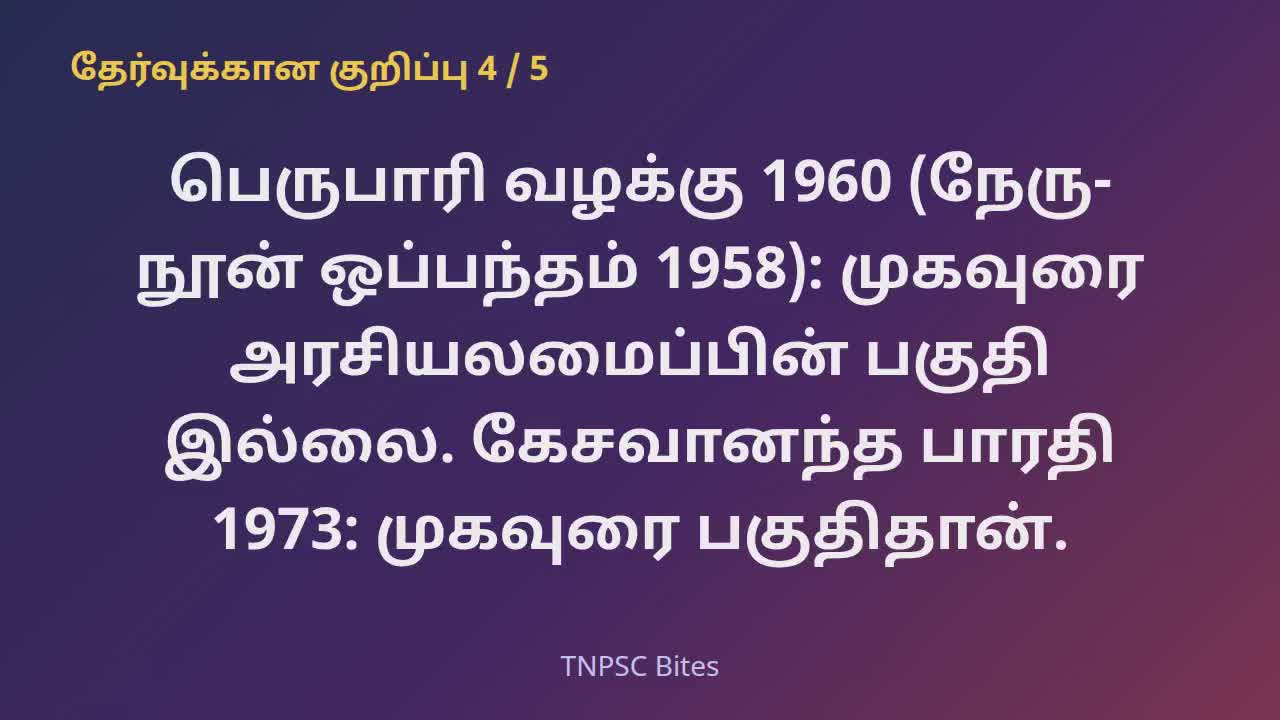 தேர்வுக்கான குறிப்பு 4 / 5
பெருபாரி வழக்கு 1960 (நேரு-
நூன் ஒப்பந்தம் 1958): முகவுரை
அரசியலமைப்பின் பகுதி
இல்லை. கேசவானந்த பாரதி
1973: முகவுரை பகுதிதான்.
TNPSC Bites